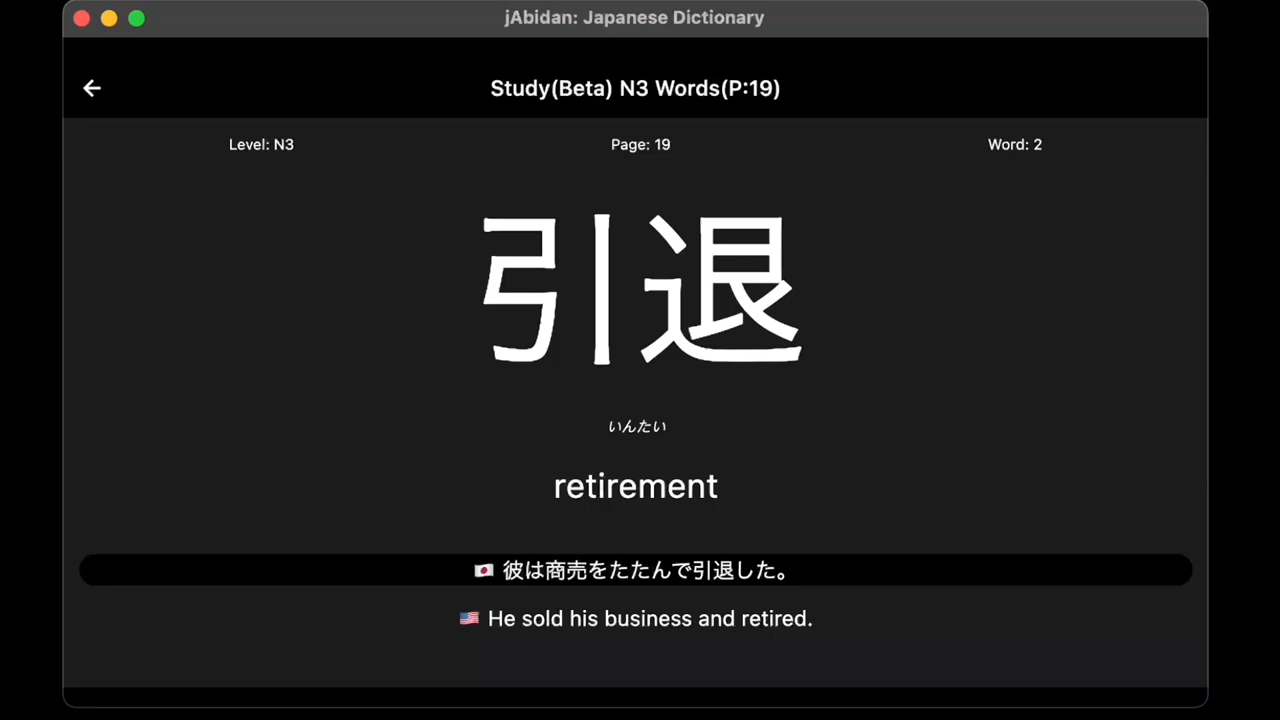 jAbidan: Japanese Dictionary
Study(Beta) N3 Words(P:19)
Level: N3 Page: 19 Word: 2
引退
いんたい
retirement
彼は商売をたたんで引退した。
He sold his business and retired.